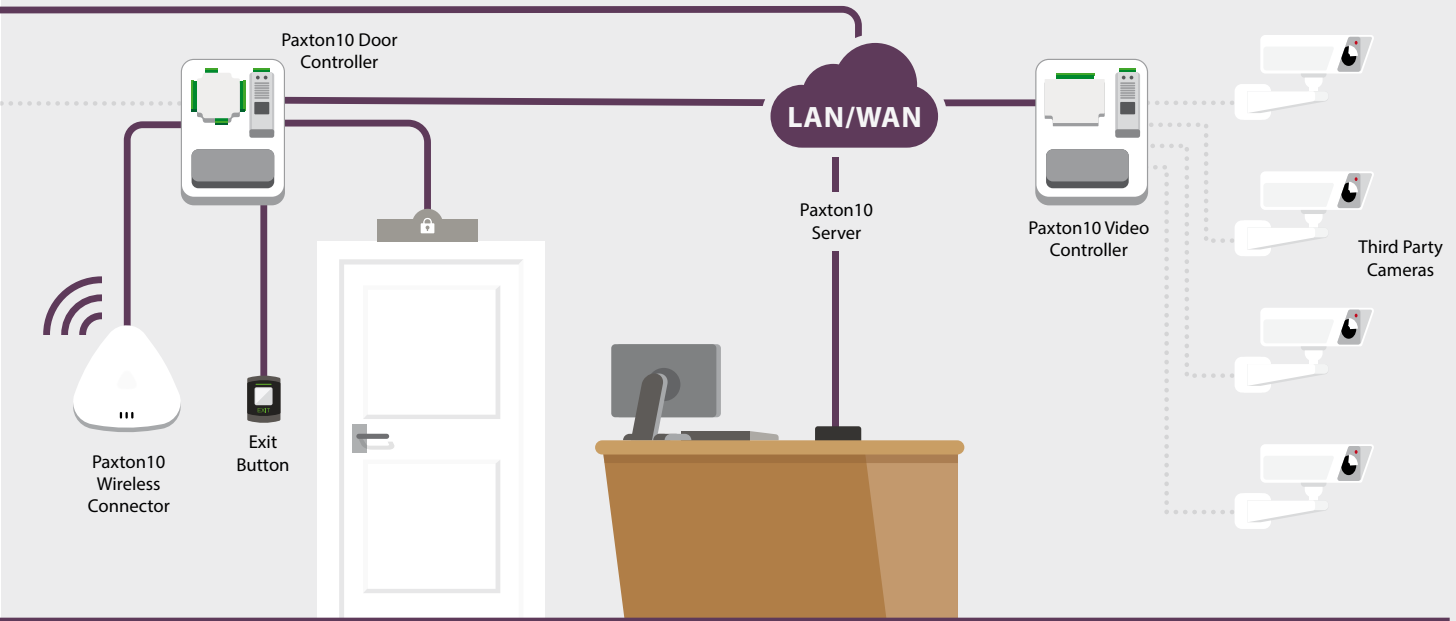 Paxton10 Door
Controller
LAN/WAN
Paxton10
Server
Paxton10 Video
Controller
Third Party
Cameras
EXIT
Exit
Button
Paxton10
Wireless
Connector